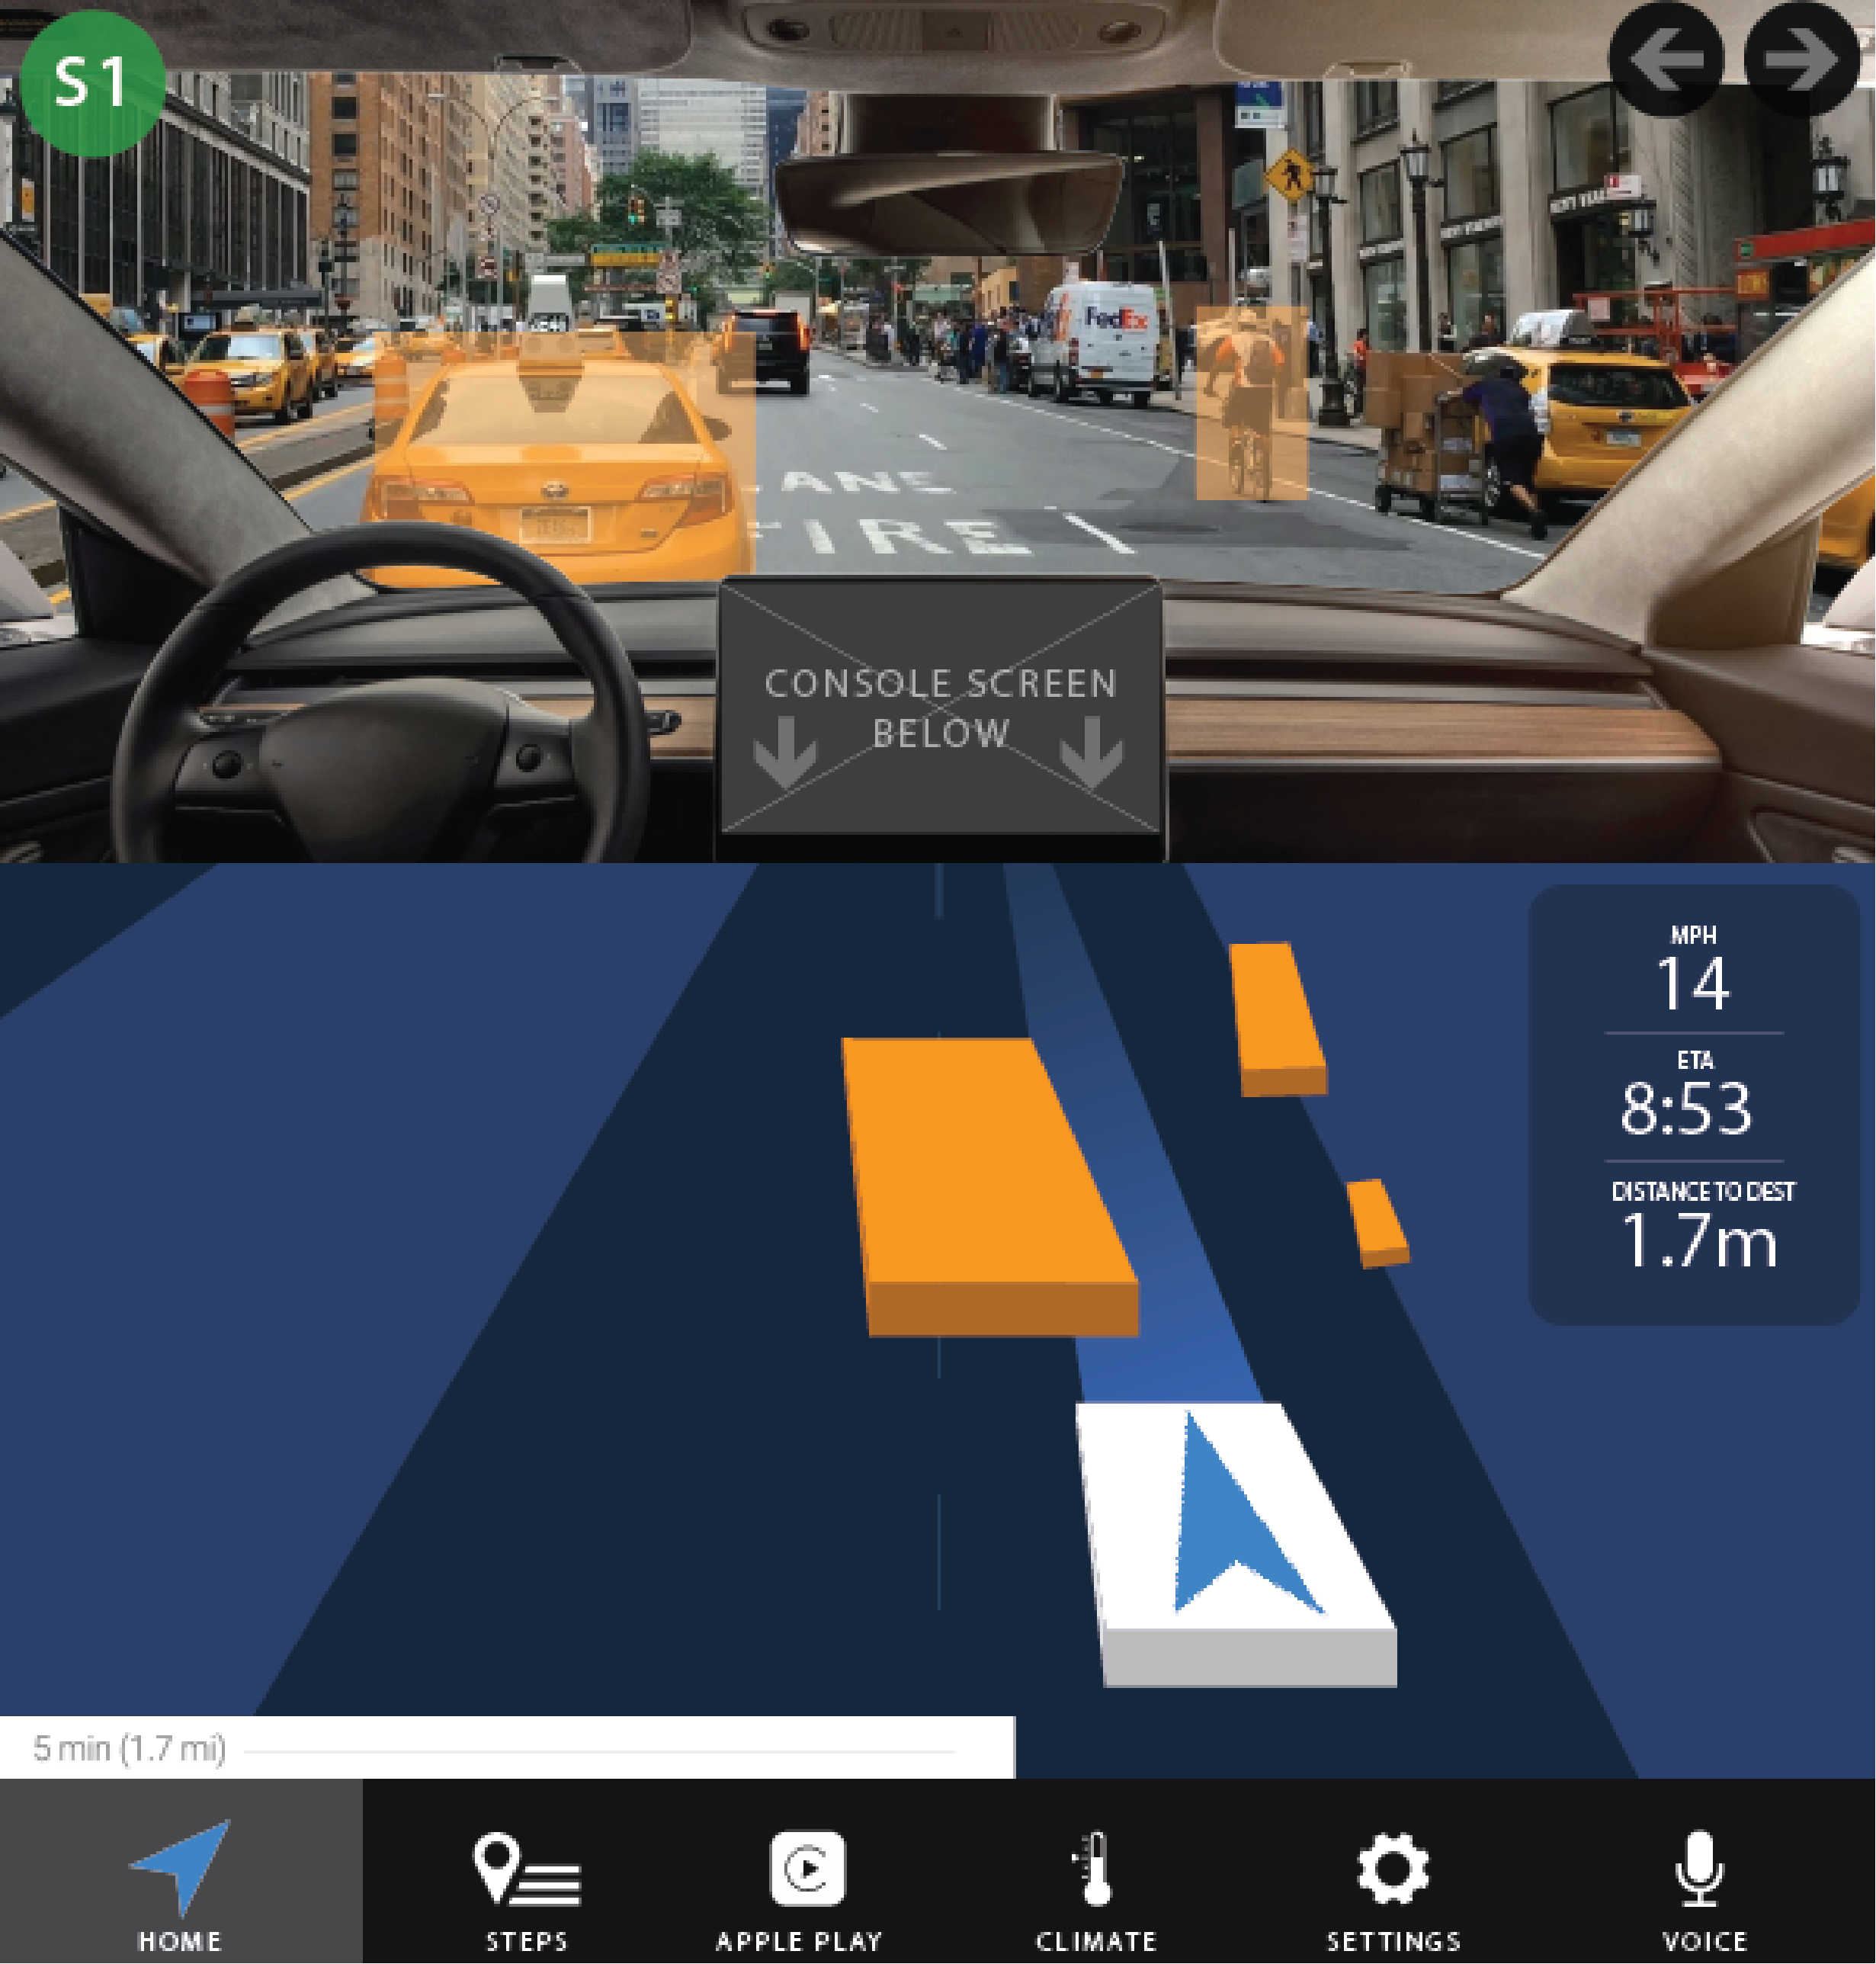 S1
FedEx
LANE
FIRE
CONSOLE SCREEN
BELOW
MPH
14
ETA
8:53
DISTANCE TO DEST
1.7m
5 min (1.7 mi)
HOME
STEPS
APPLE PLAY
CLIMATE
SETTINGS
VOICE